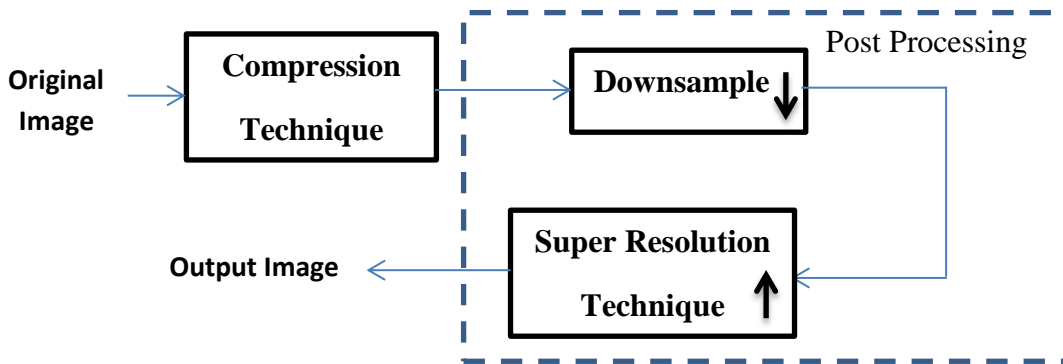 Original
Image
Compression
Technique
Post Processing
Downsample
Super Resolution
Technique
Output Image